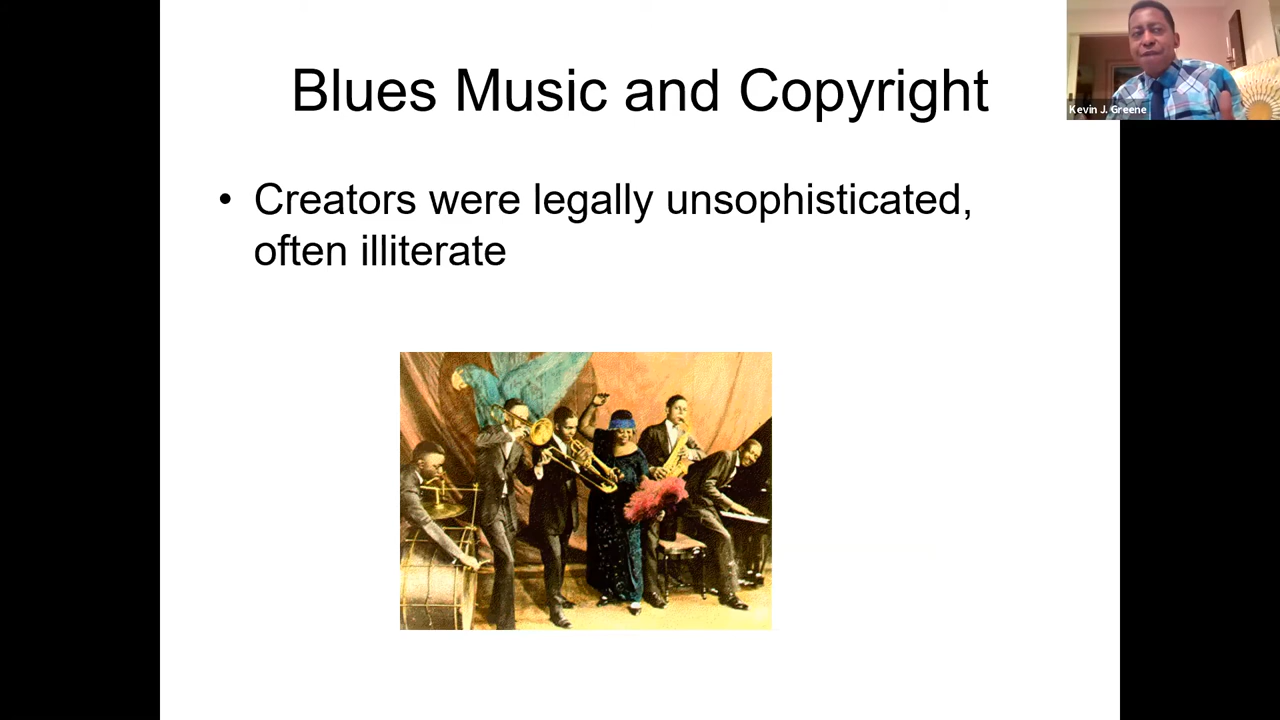 Blues Music and Copyright
Kevin J. Greene
• Creators were legally unsophisticated,
often illiterate